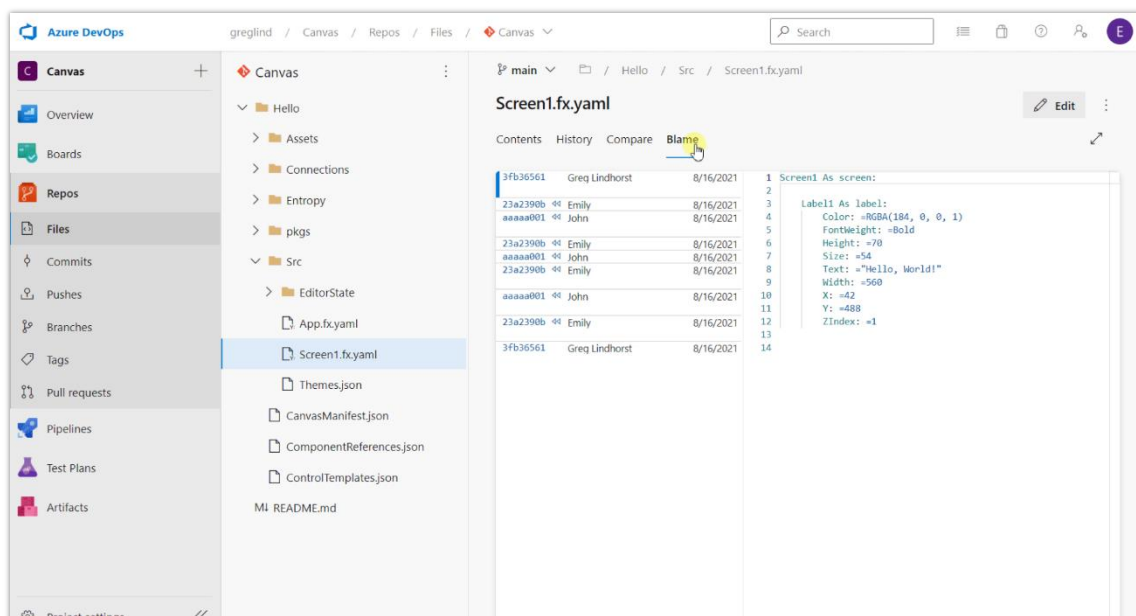 Azure DevOps
greglind / Canvas / Repos / Files / Canvas
Search
E
C Canvas
Overview
Boards
Repos
Files
Commits
Pushes
Branches
Tags
Pull requests
Pipelines
Test Plans
Artifacts
Project settings
Canvas
Hello
Assets
Connections
Entropy
pkgs
Src
EditorState
App.fx.yaml
Screen1.fx.yaml
Themes.json
CanvasManifest.json
ComponentReferences.json
ControlTemplates.json
M↓ README.md
main / Hello / Src / Screen1.fx.yaml
Screen1.fx.yaml
Edit
Contents History Compare Blame
3fb36561 Greg Lindhorst 8/16/2021
23a2390b Emily 8/16/2021
aaaaa001 John 8/16/2021
23a2390b Emily 8/16/2021
aaaaa001 John 8/16/2021
23a2390b Emily 8/16/2021
aaaaa001 John 8/16/2021
23a2390b Emily 8/16/2021
3fb36561 Greg Lindhorst 8/16/2021
1 Screen1 As screen:
2
3 Label1 As label:
4 Color: =RGBA(184, 0, 0, 1)
5 FontWeight: =Bold
6 Height: =70
7 Size: =54
8 Text: ="Hello, World!"
9 Width: =560
10 X: =42
11 Y: =488
12 ZIndex: =1
13
14